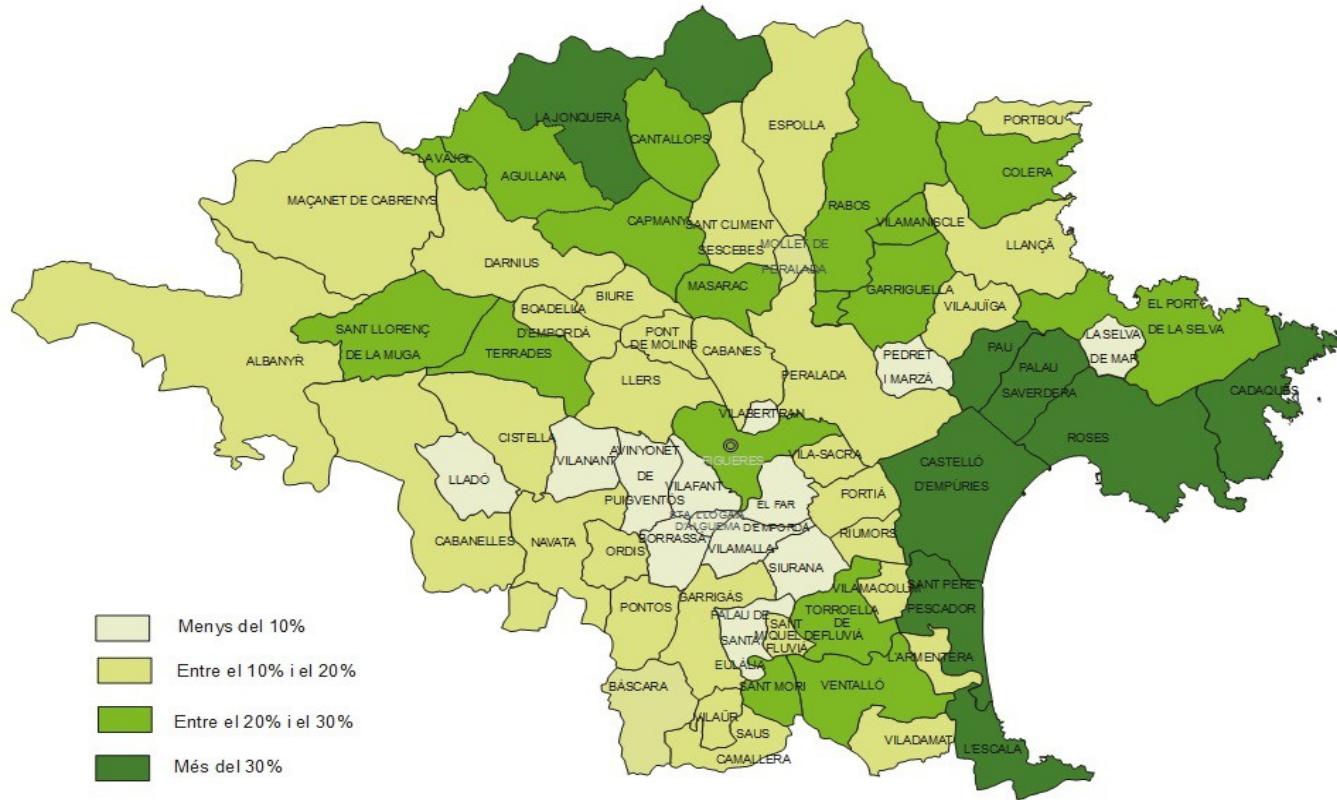 LA JONQUERA
ESPOLLA
PORTBOU
CANTALLOPS
LA VAJOL
AGULLANA
COLERA
MAÇANET DE CABRENYS
RABOS
CAPMANY
SANT CLIMENT
SESCEBES
VILAMANISCLE
MOLLET DE
PERALADA
LLANÇÃ
DARNIUS
MASARAC
GARRIGUELLA
BIURE
BOADELLA
D'EMPORDÀ
VILAJUÏGA
EL PORT
DE LA SELVA
SANT LLORENÇ
DE LA MUGA
ALBANYÃ
TERRADES
PONT
DE MOLINS
CABANES
LA SELVA
DE MAR
PAU
PEDRET
I MARZÀ
PALAU
SAVERDERA
LLERS
PERALADA
CADAQUÉS
VILABERTRAN
CISTELLA
ROSES
AVINYONET
DE
PUIGVENTÓS
VILA-SACRA
FIGUERES
VILANANT
CASTELLÓ
D'EMPÚRIES
LLADÓ
VILAFANT
FORTIÀ
EL FAR
D'EMPORDÀ
STA. LLOGAIA
D'ALGUEMA
RIUMORS
CABANELLES
NAVATA
BORRASSÀ
ORDIS
VILAMALLA
SIURANA
SANT PERE
PESCADOR
VILAMACOLUM
GARRIGÀS
PONTOS
TORROELLA
DE
FLUVIÀ
PALAU DE
SANTA
EULÀLIA
SANT
MIQUEL DE
FLUVIÀ
L'ARMENTERA
BÀSCARA
SANT MORI
VENTALLÓ
VILAÜR
SAUS
CAMALLERA
VILADAMAT
L'ESCALA
Menys del 10%
Entre el 10% i el 20%
Entre el 20% i el 30%
Més del 30%